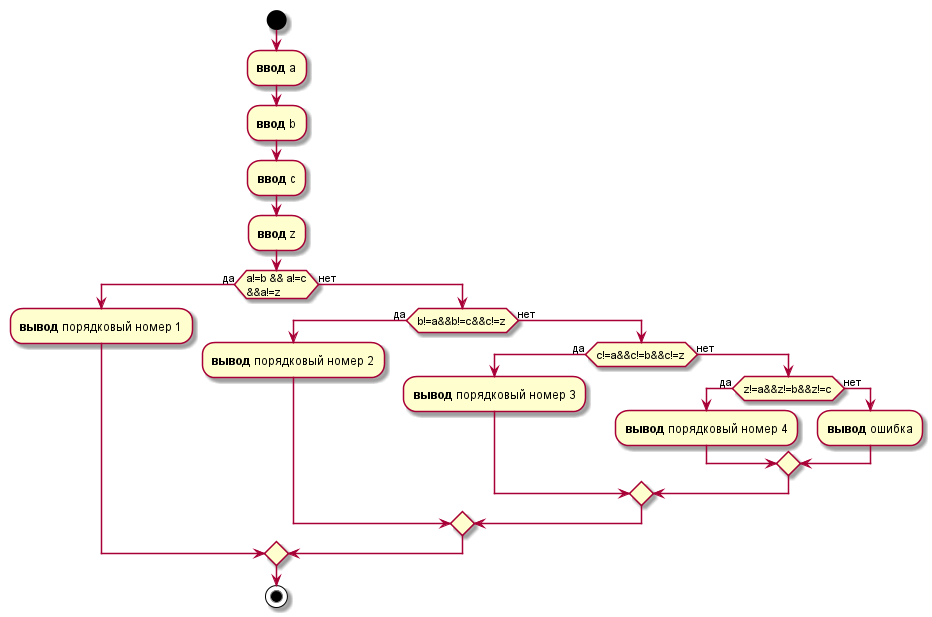 ввод a
ввод b
ввод c
ввод z
да
a!=b && a!=c
&&a!=z
нет
вывод порядковый номер 1
да
b!=a&&b!=c&&c!=z
нет
вывод порядковый номер 2
да
c!=a&&c!=b&&c!=z
нет
вывод порядковый номер 3
да
z!=a&&z!=b&&z!=c
нет
вывод порядковый номер 4
вывод ошибка